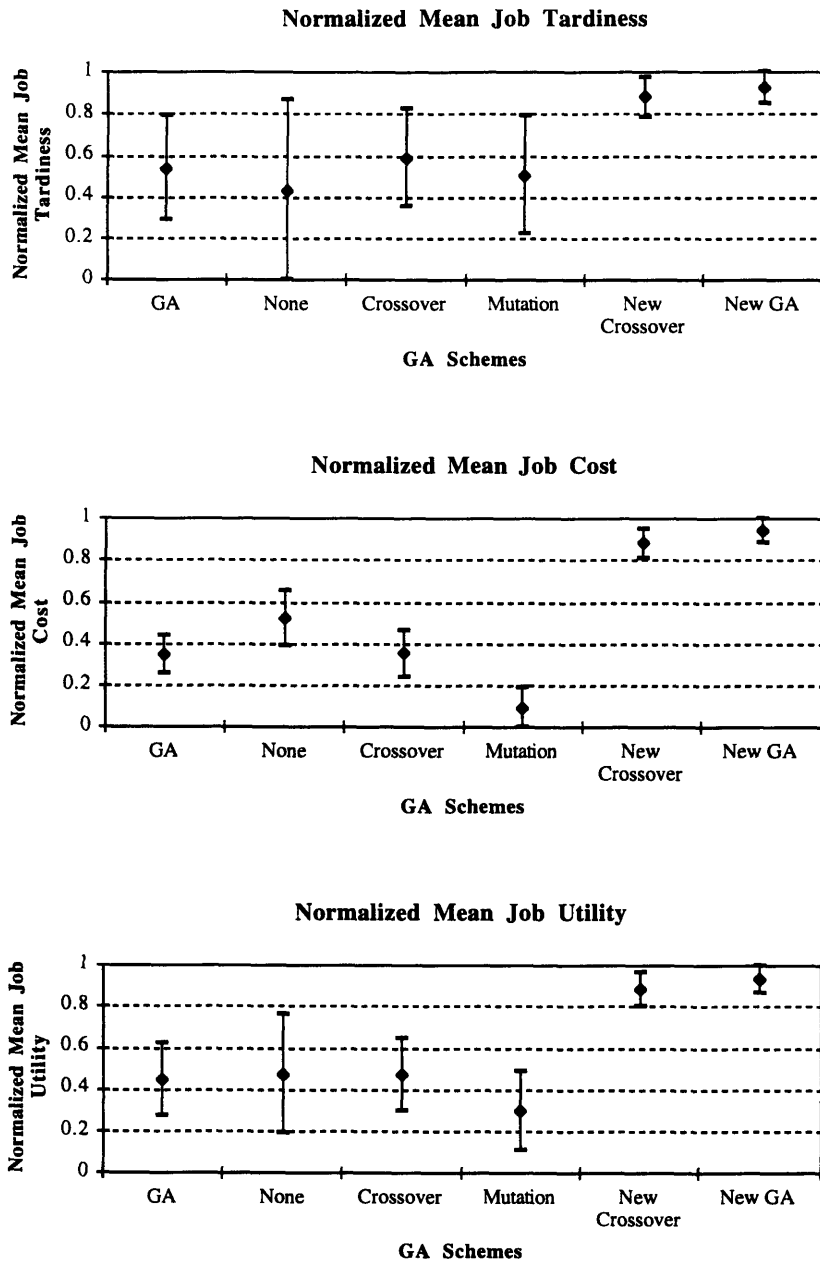 Normalized Mean Job Tardiness
Normalized Mean Job
Tardiness
1
0.8
0.6
0.4
0.2
0
GA None Crossover Mutation New Crossover New GA
GA Schemes
Normalized Mean Job Cost
Normalized Mean Job
Cost
1
0.8
0.6
0.4
0.2
0
GA None Crossover Mutation New Crossover New GA
GA Schemes
Normalized Mean Job Utility
Normalized Mean Job
Utility
1
0.8
0.6
0.4
0.2
0
GA None Crossover Mutation New Crossover New GA
GA Schemes